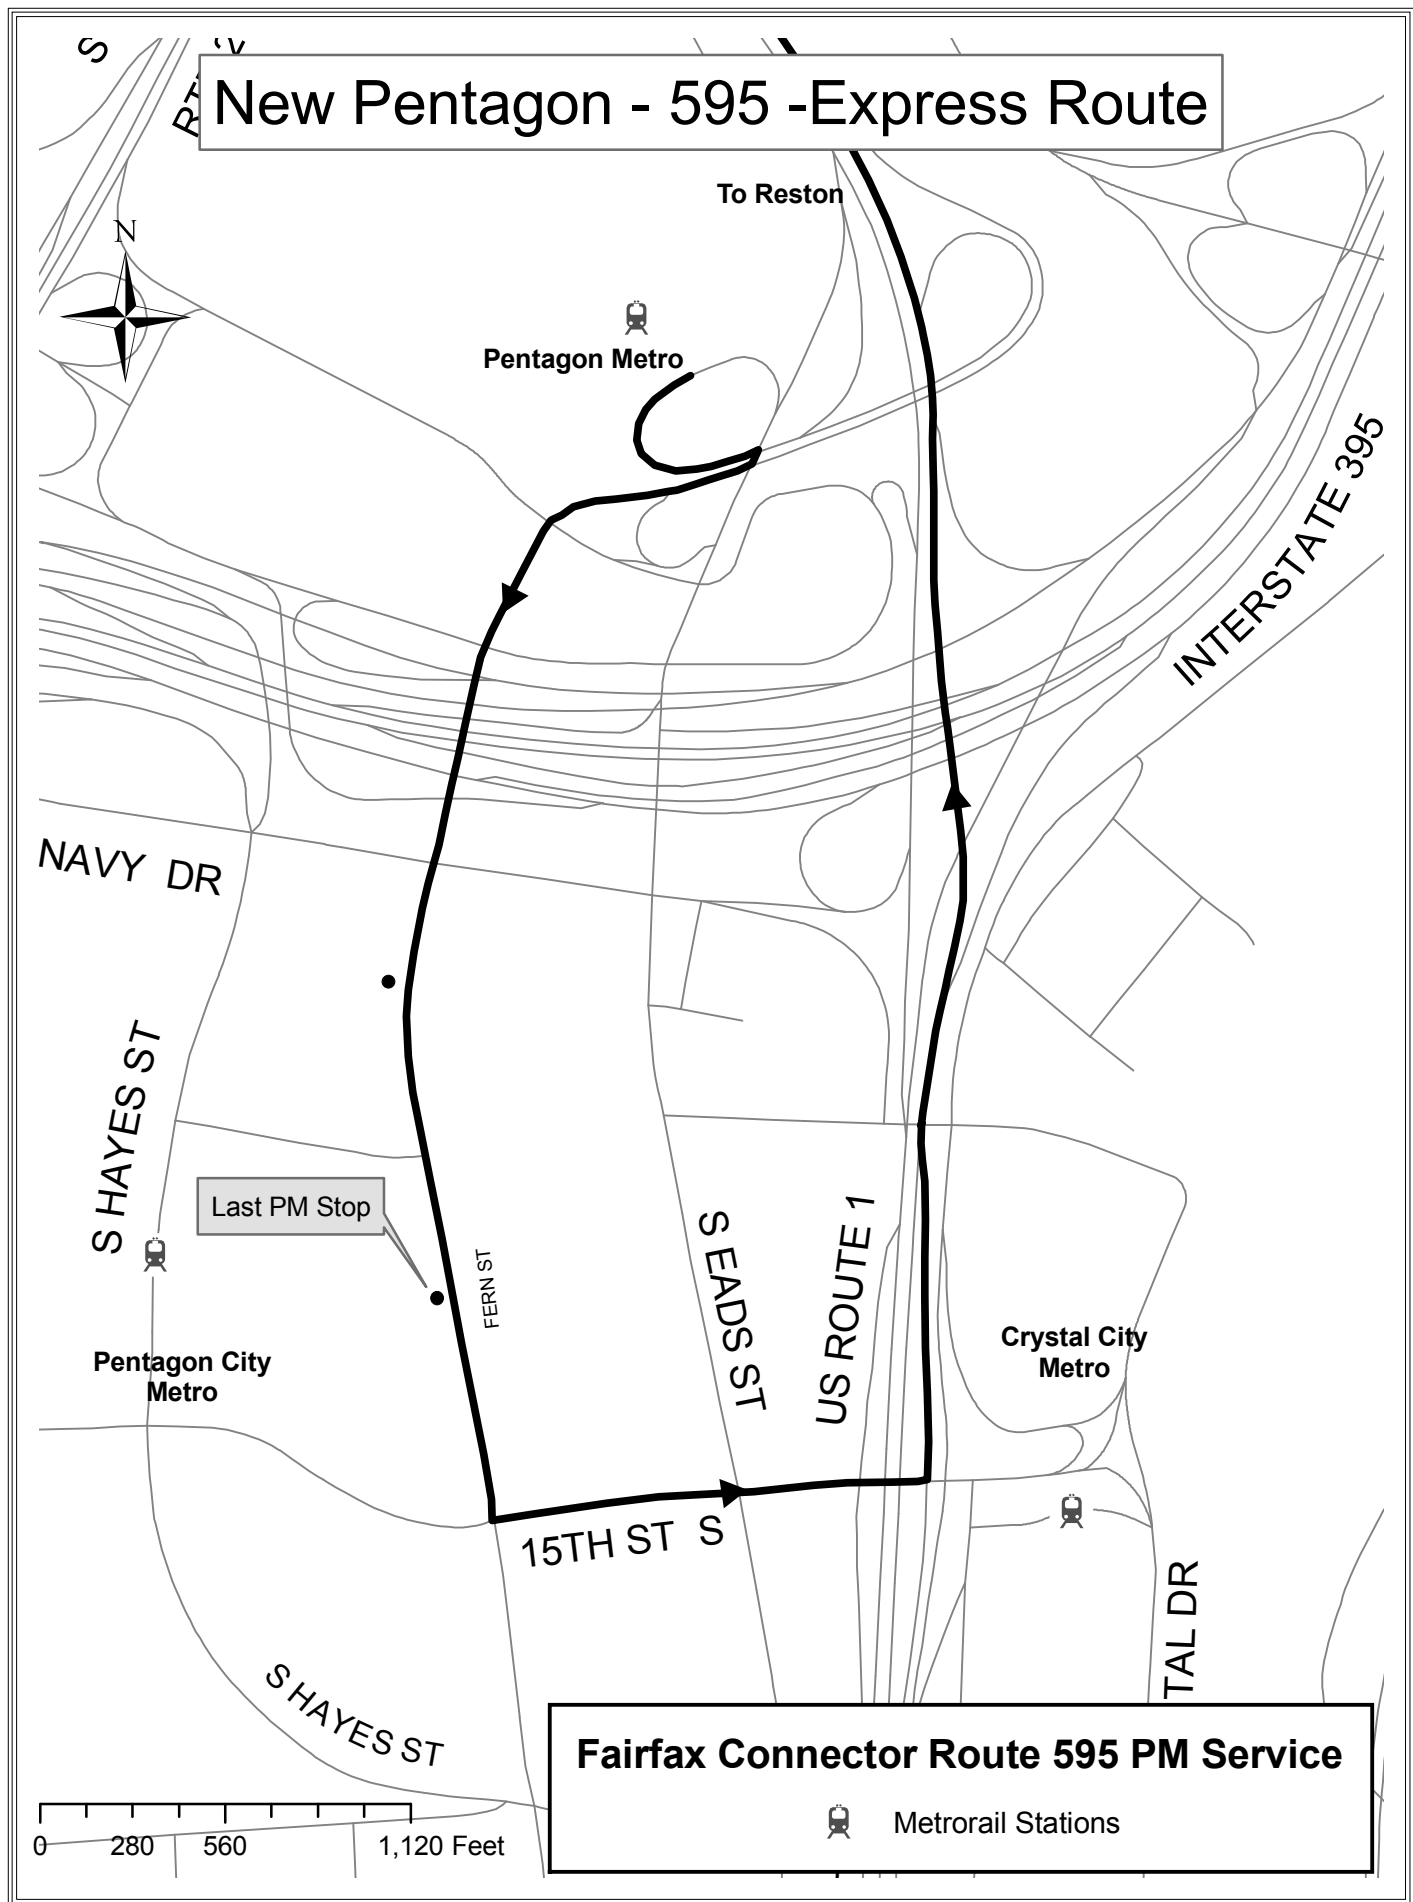 S
New Pentagon - 595 -Express Route
To Reston
N
Pentagon Metro
INTERSTATE 395
NAVY DR
S HAYES ST
Last PM Stop
FERN ST
S EADS ST
US ROUTE 1
Pentagon City
Metro
Crystal City
Metro
15TH ST S
TAL DR
S HAYES ST
Fairfax Connector Route 595 PM Service
Metrorail Stations
0 280 560 1,120 Feet